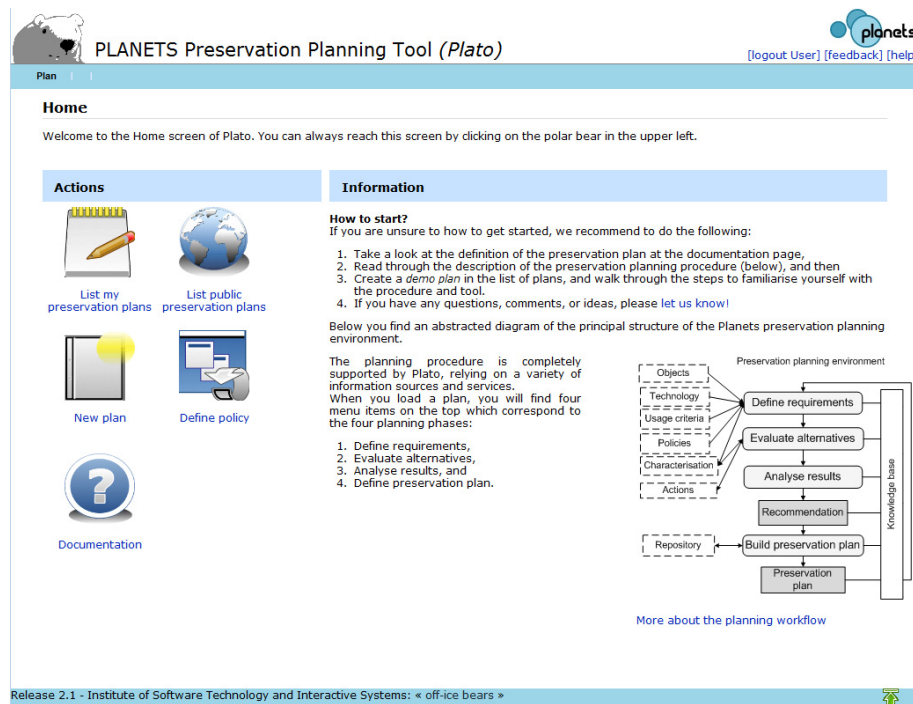 PLANETS Preservation Planning Tool (Plato)
planets
[logout User] [feedback] [help
Plan
Home
Welcome to the Home screen of Plato. You can always reach this screen by clicking on the polar bear in the upper left.
Actions
List my
preservation plans
List public
preservation plans
New plan
Define policy
Documentation
Information
How to start?
If you are unsure to how to get started, we recommend to do the following:
1. Take a look at the definition of the preservation plan at the documentation page,
2. Read through the description of the preservation planning procedure (below), and then
3. Create a demo plan in the list of plans, and walk through the steps to familiarise yourself with
the procedure and tool.
4. If you have any questions, comments, or ideas, please let us know!
Below you find an abstracted diagram of the principal structure of the Planets preservation planning
environment.
The planning procedure is completely
supported by Plato, relying on a variety of
information sources and services.
When you load a plan, you will find four
menu items on the top which correspond to
the four planning phases:
1. Define requirements,
2. Evaluate alternatives,
3. Analyse results, and
4. Define preservation plan.
Preservation planning environment
Objects
Technology
Usage criteria
Policies
Characterisation
Actions
Repository
Define requirements
Evaluate alternatives
Analyse results
Recommendation
Build preservation plan
Preservation
plan
Knowledge base
More about the planning workflow
Release 2.1 - Institute of Software Technology and Interactive Systems: « off-ice bears »